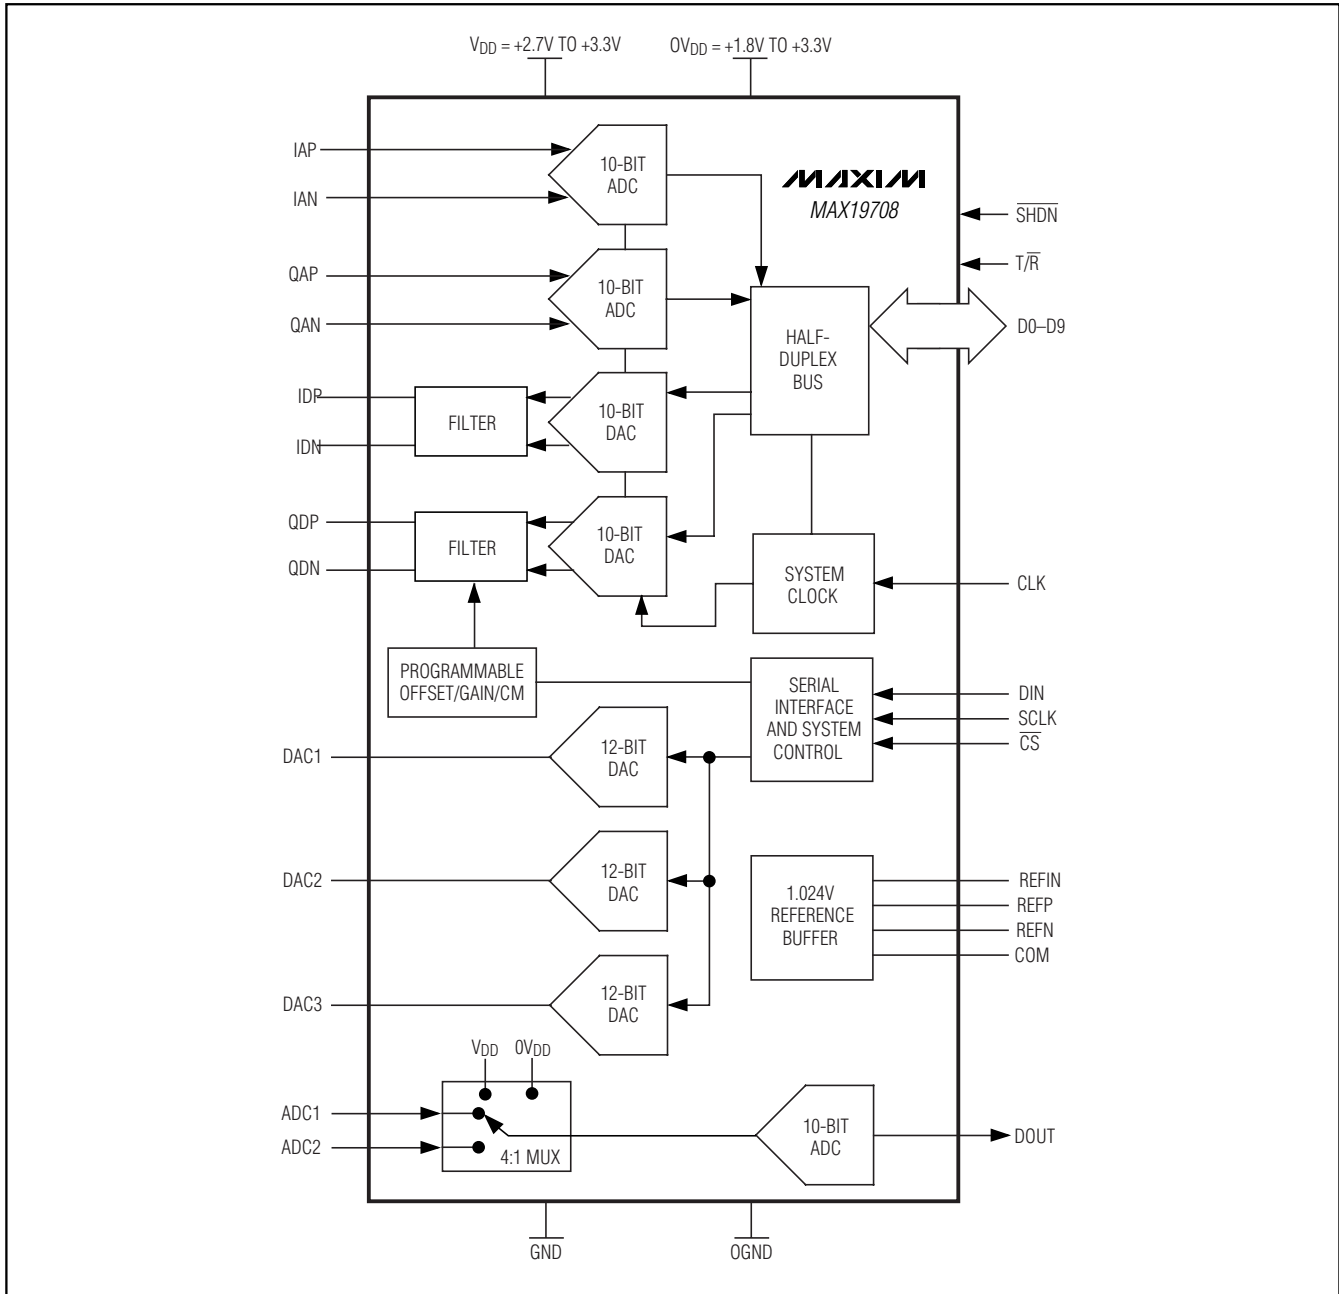 VDD = +2.7V TO +3.3V
OVDD = +1.8V TO +3.3V
IAP
IAN
10-BIT
ADC
MAXIM
MAX19708
SHDN
T/R
QAP
QAN
10-BIT
ADC
HALF-
DUPLEX
BUS
D0–D9
IDP
IDN
FILTER
10-BIT
DAC
QDP
QDN
FILTER
10-BIT
DAC
SYSTEM
CLOCK
CLK
PROGRAMMABLE
OFFSET/GAIN/CM
SERIAL
INTERFACE
AND SYSTEM
CONTROL
DIN
SCLK
CS
DAC1
12-BIT
DAC
DAC2
12-BIT
DAC
1.024V
REFERENCE
BUFFER
REFIN
REFP
REFN
COM
DAC3
12-BIT
DAC
VDD
0VDD
ADC1
ADC2
4:1 MUX
10-BIT
ADC
DOUT
GND
OGND